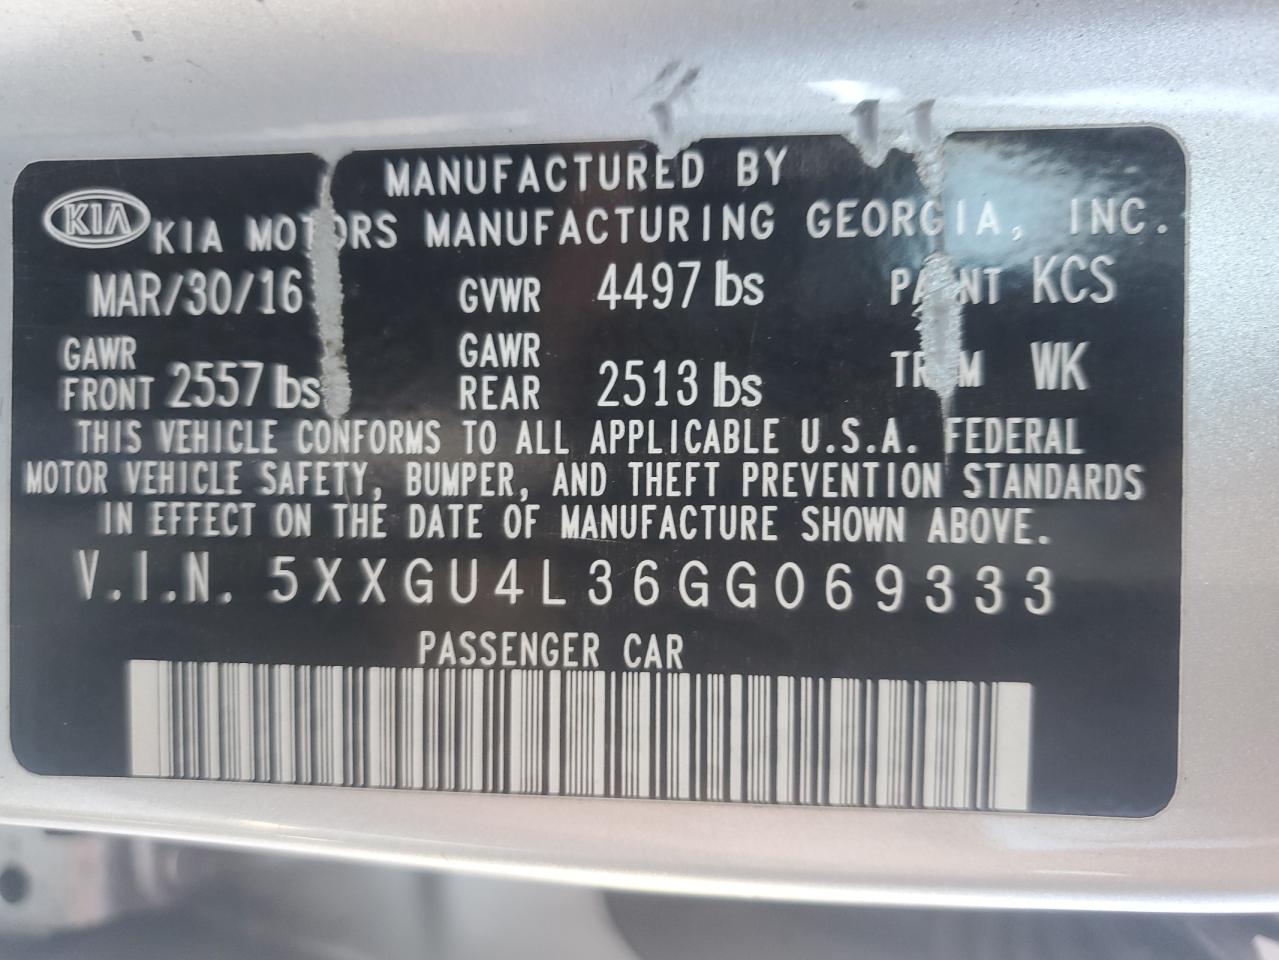 MANUFACTURED BY
KIA KIA MOTORS MANUFACTURING GEORGIA, INC.
MAR/30/16 GVWR 4497 lbs PAINT KCS
GAWR FRONT 2557 lbs GAWR REAR 2513 lbs TRIM WK
THIS VEHICLE CONFORMS TO ALL APPLICABLE U.S.A. FEDERAL
MOTOR VEHICLE SAFETY, BUMPER, AND THEFT PREVENTION STANDARDS
IN EFFECT ON THE DATE OF MANUFACTURE SHOWN ABOVE.
V.I.N. 5XXGU4L36GG069333
PASSENGER CAR